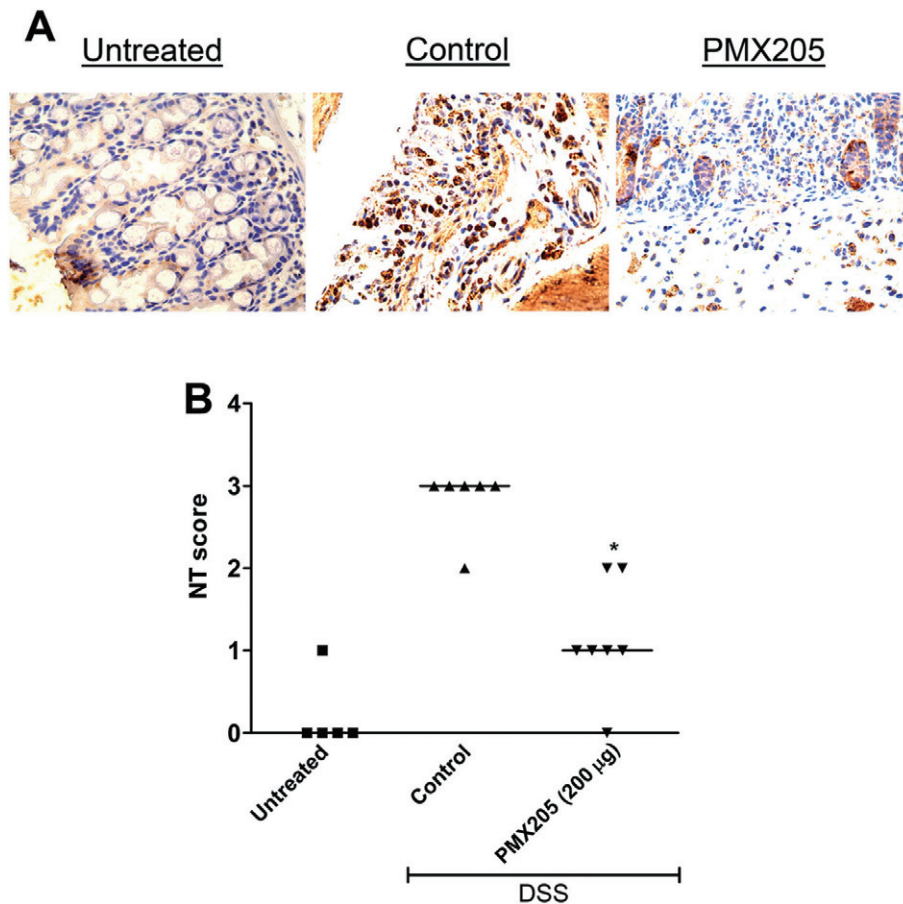 A
Untreated
Control
PMX205
B
4
3
2
1
0
NT score
*
Untreated
Control
PMX205 (200 µg)
DSS